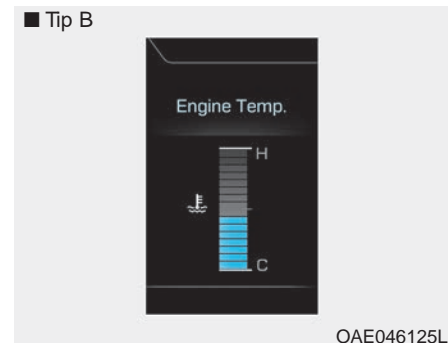 ■ Tip B
Engine Temp.
H
C
OAE046125L